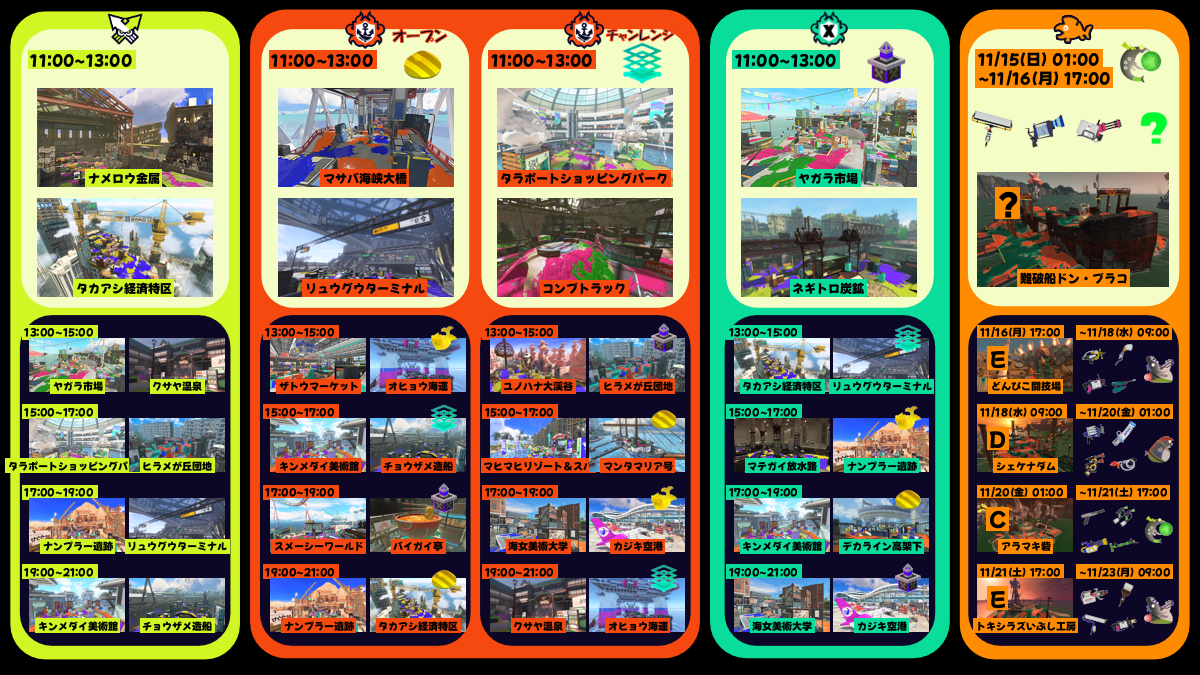 11:00~13:00
ナメロウ金属
タカアシ経済特区
13:00~15:00
ヤガラ市場
クサヤ温泉
15:00~17:00
タラポートショッピングパ
ヒラメが丘団地
17:00~19:00
ナンプラー遺跡
リュウグウターミナル
19:00~21:00
キンメダイ美術館
チョウザメ造船
オープン
11:00~13:00
マサバ海峡大橋
リュウグウターミナル
13:00~15:00
ザトウマーケット
オヒョウ海運
15:00~17:00
キンメダイ美術館
チョウザメ造船
17:00~19:00
スメーシーワールド
バイガイ亭
19:00~21:00
ナンプラー遺跡
タカアシ経済特区
チャンレンジ
11:00~13:00
タラポートショッピングパーク
コンブトラック
13:00~15:00
ユノハナ大渓谷
ヒラメが丘団地
15:00~17:00
マヒマヒリゾート&スパ
マンタマリア号
17:00~19:00
海女美術大学
カジキ空港
19:00~21:00
クサヤ温泉
オヒョウ海運
X
11:00~13:00
ヤガラ市場
ネギトロ炭鉱
13:00~15:00
タカアシ経済特区
リュウグウターミナル
15:00~17:00
マテガイ放水路
ナンプラー遺跡
17:00~19:00
キンメダイ美術館
デカライン高架下
19:00~21:00
海女美術大学
カジキ空港
11/15(日) 01:00
~11/16(月) 17:00
?
?
難破船ドン・ブラコ
11/16(月) 17:00
~11/18(水) 09:00
E
どんぴこ闘技場
11/18(水) 09:00
~11/20(金) 01:00
D
シェケナダム
11/20(金) 01:00
~11/21(土) 17:00
C
アラマキ砦
11/21(土) 17:00
~11/23(月) 09:00
E
トキシラズいぶし工房